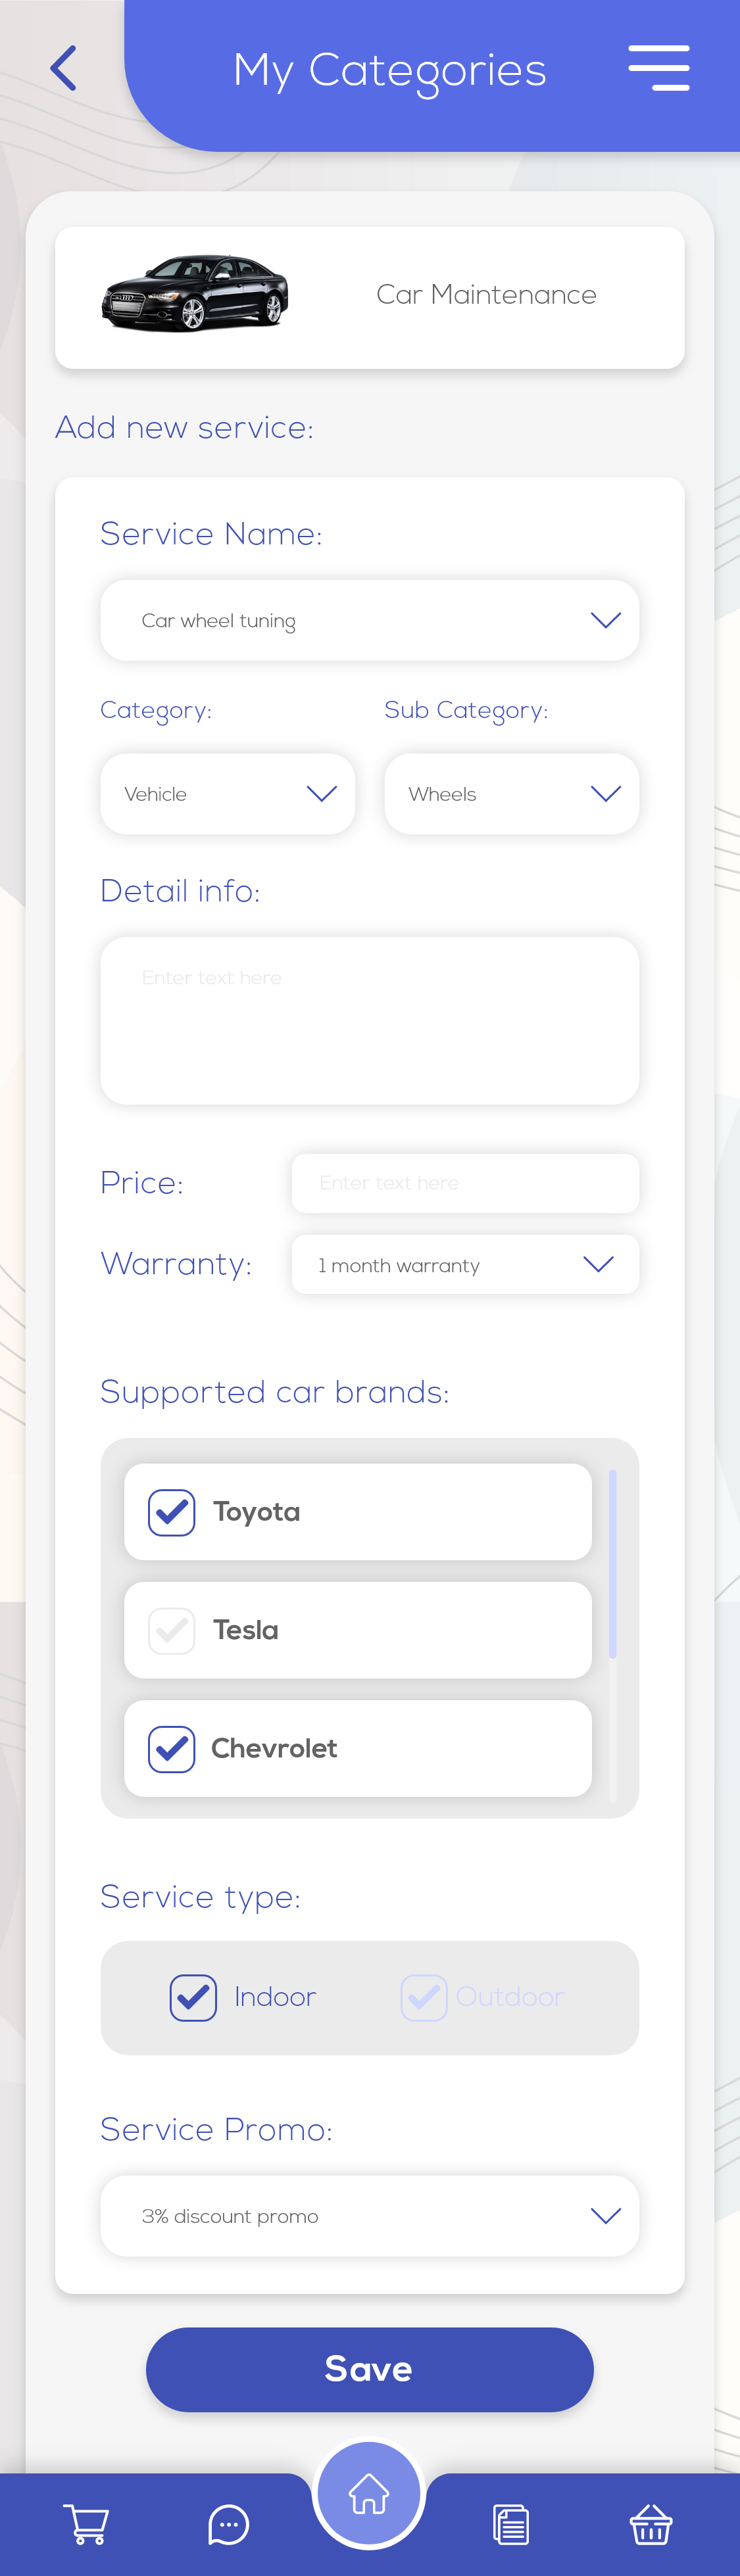 My Categories
Car Maintenance
Add new service:
Service Name:
Car wheel tuning
Category:
Sub Category:
Vehicle
Wheels
Detail info:
Enter text here
Price:
Enter text here
Warranty:
1 month warranty
Supported car brands:
Toyota
Tesla
Chevrolet
Service type:
Indoor
Outdoor
Service Promo:
3% discount promo
Save